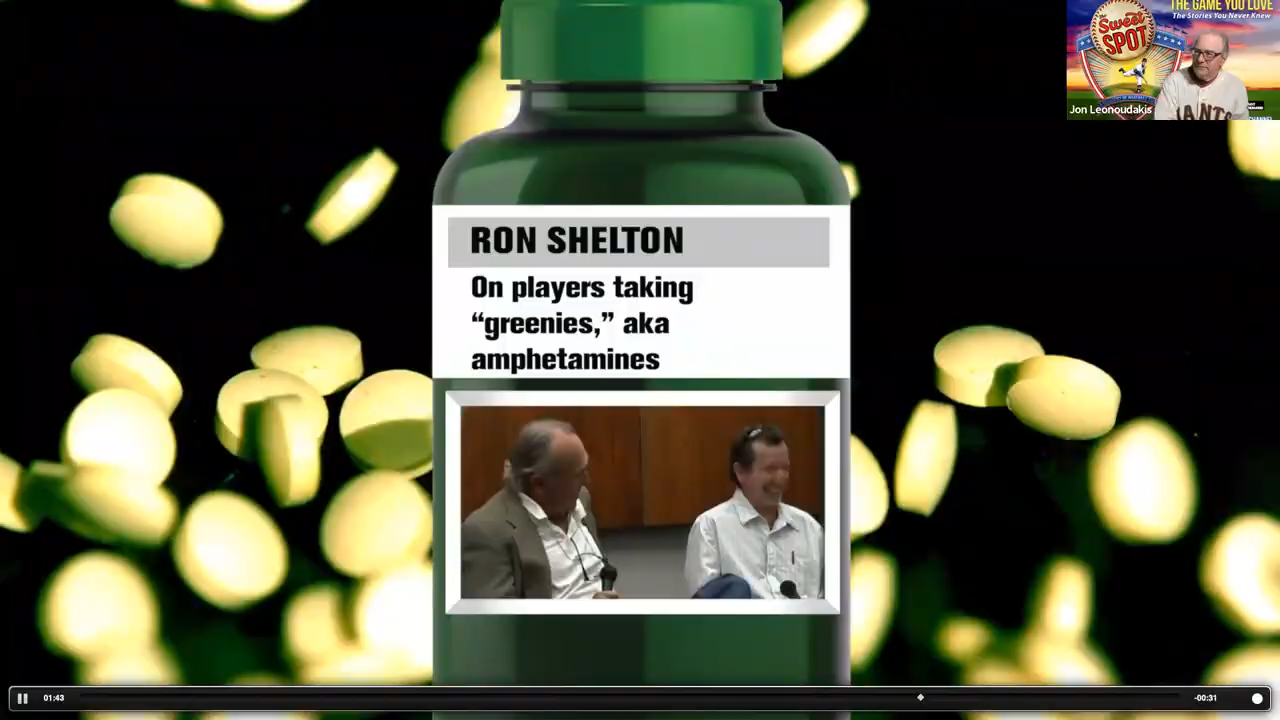 THE GAME YOU LOVE
The Stories You Never Knew
Sweet
SPOT
Jon Leonoudakis
GIANTS
RON SHELTON
On players taking
“greenies,” aka
amphetamines
01:43
-00:31